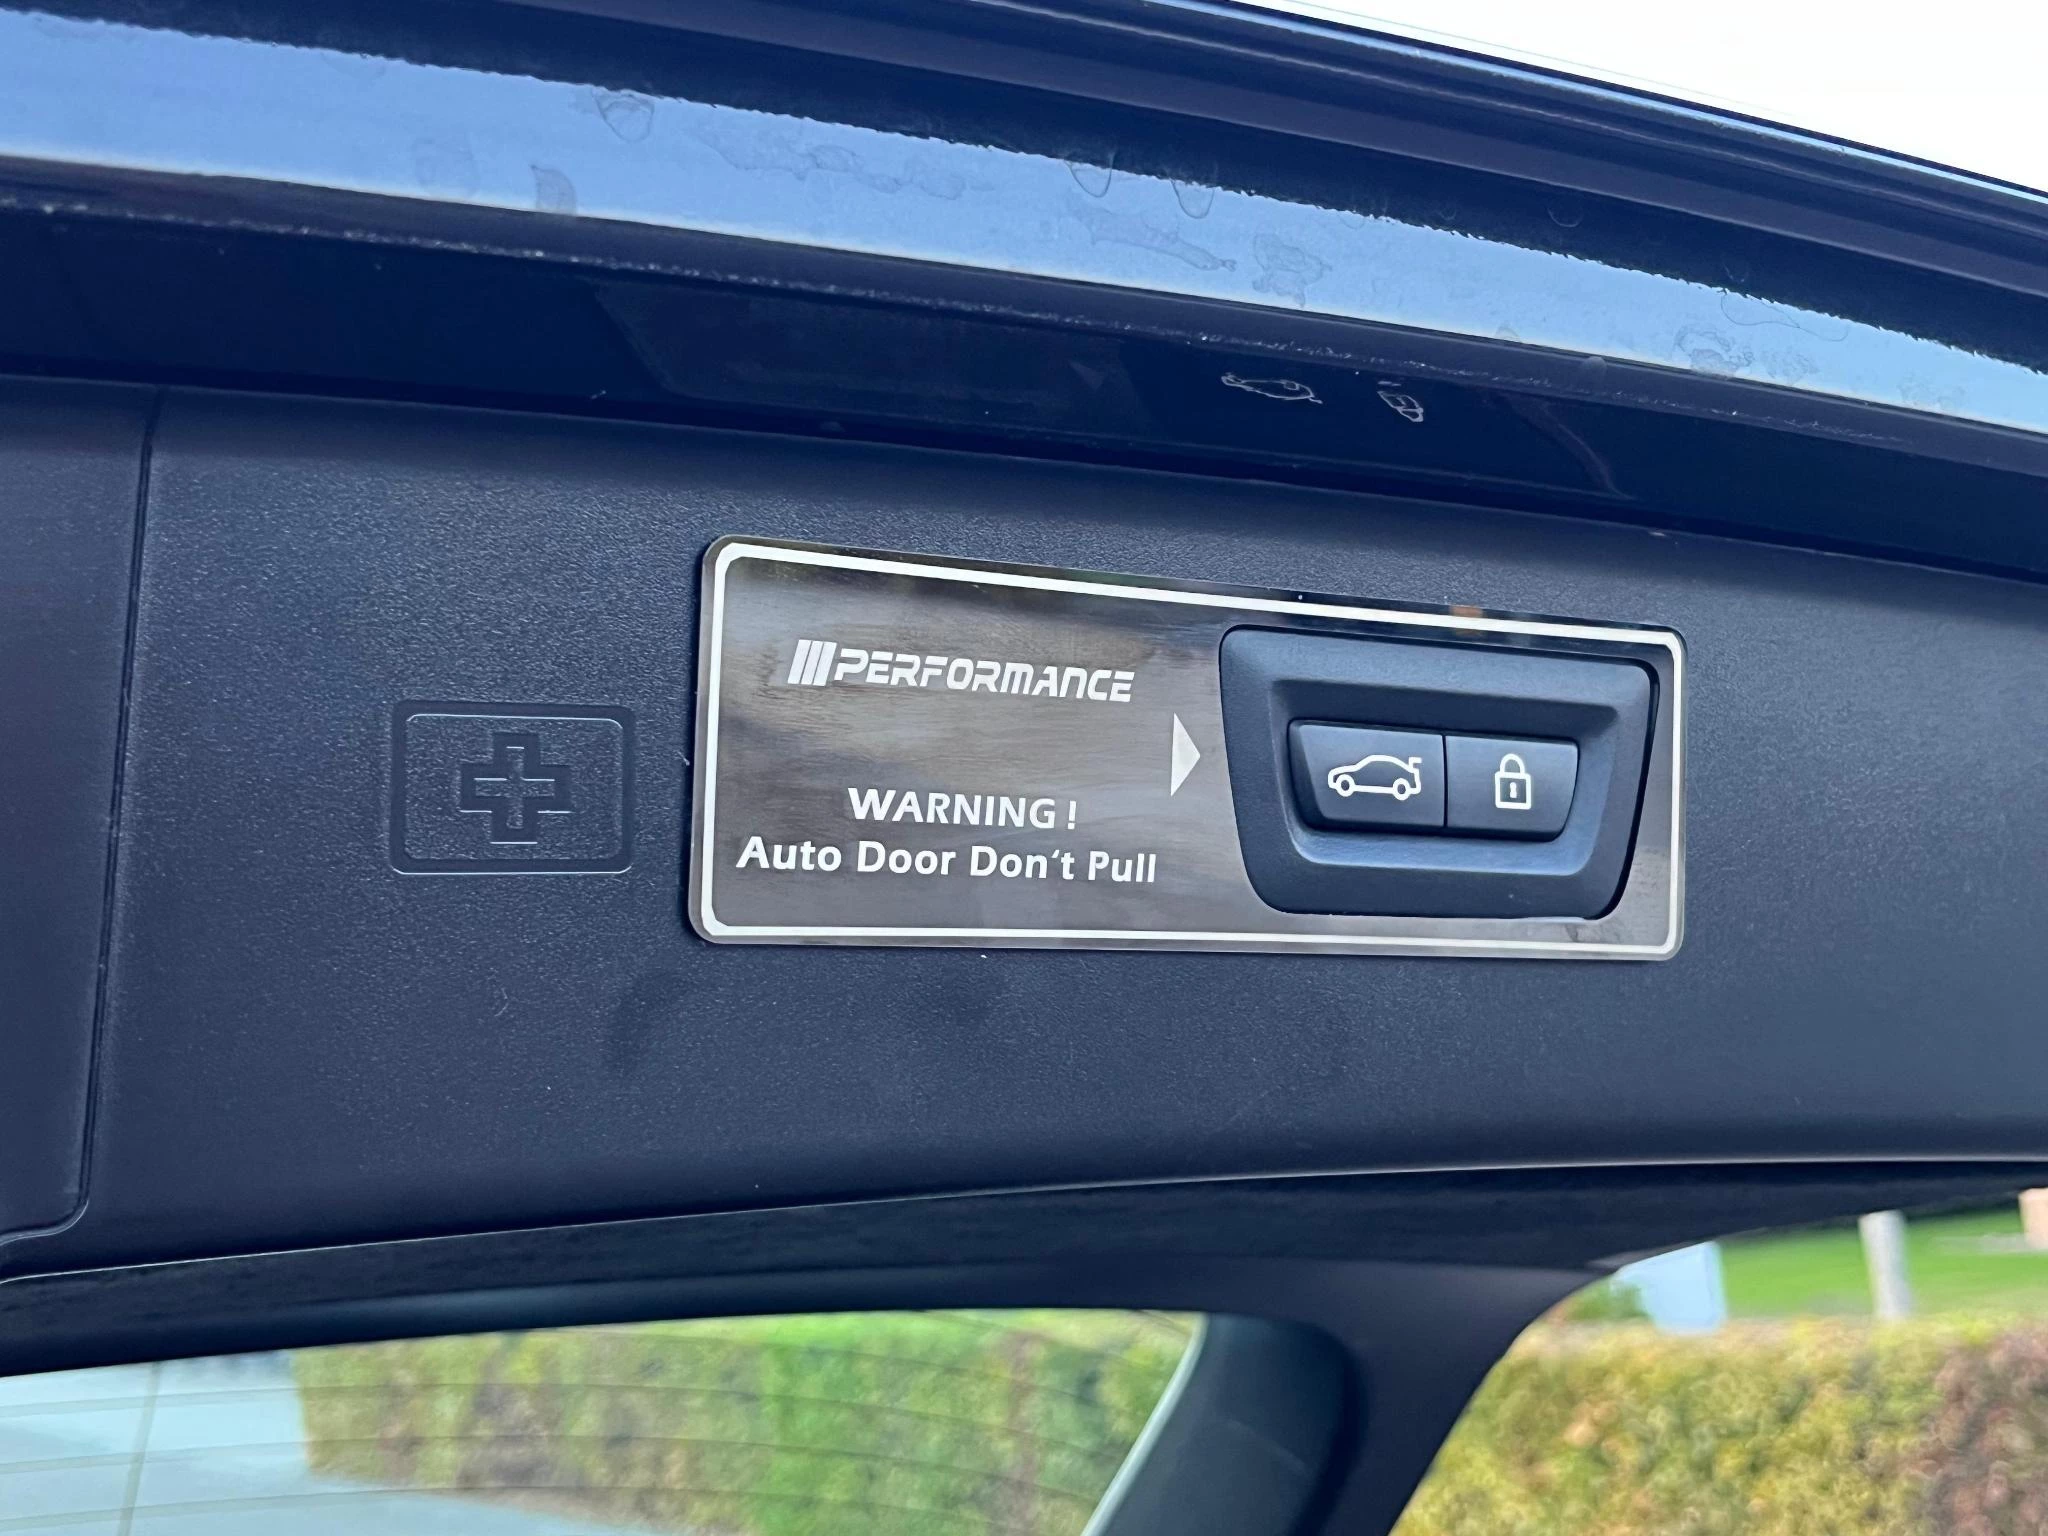 PERFORMANCE
WARNING !
Auto Door Don't Pull